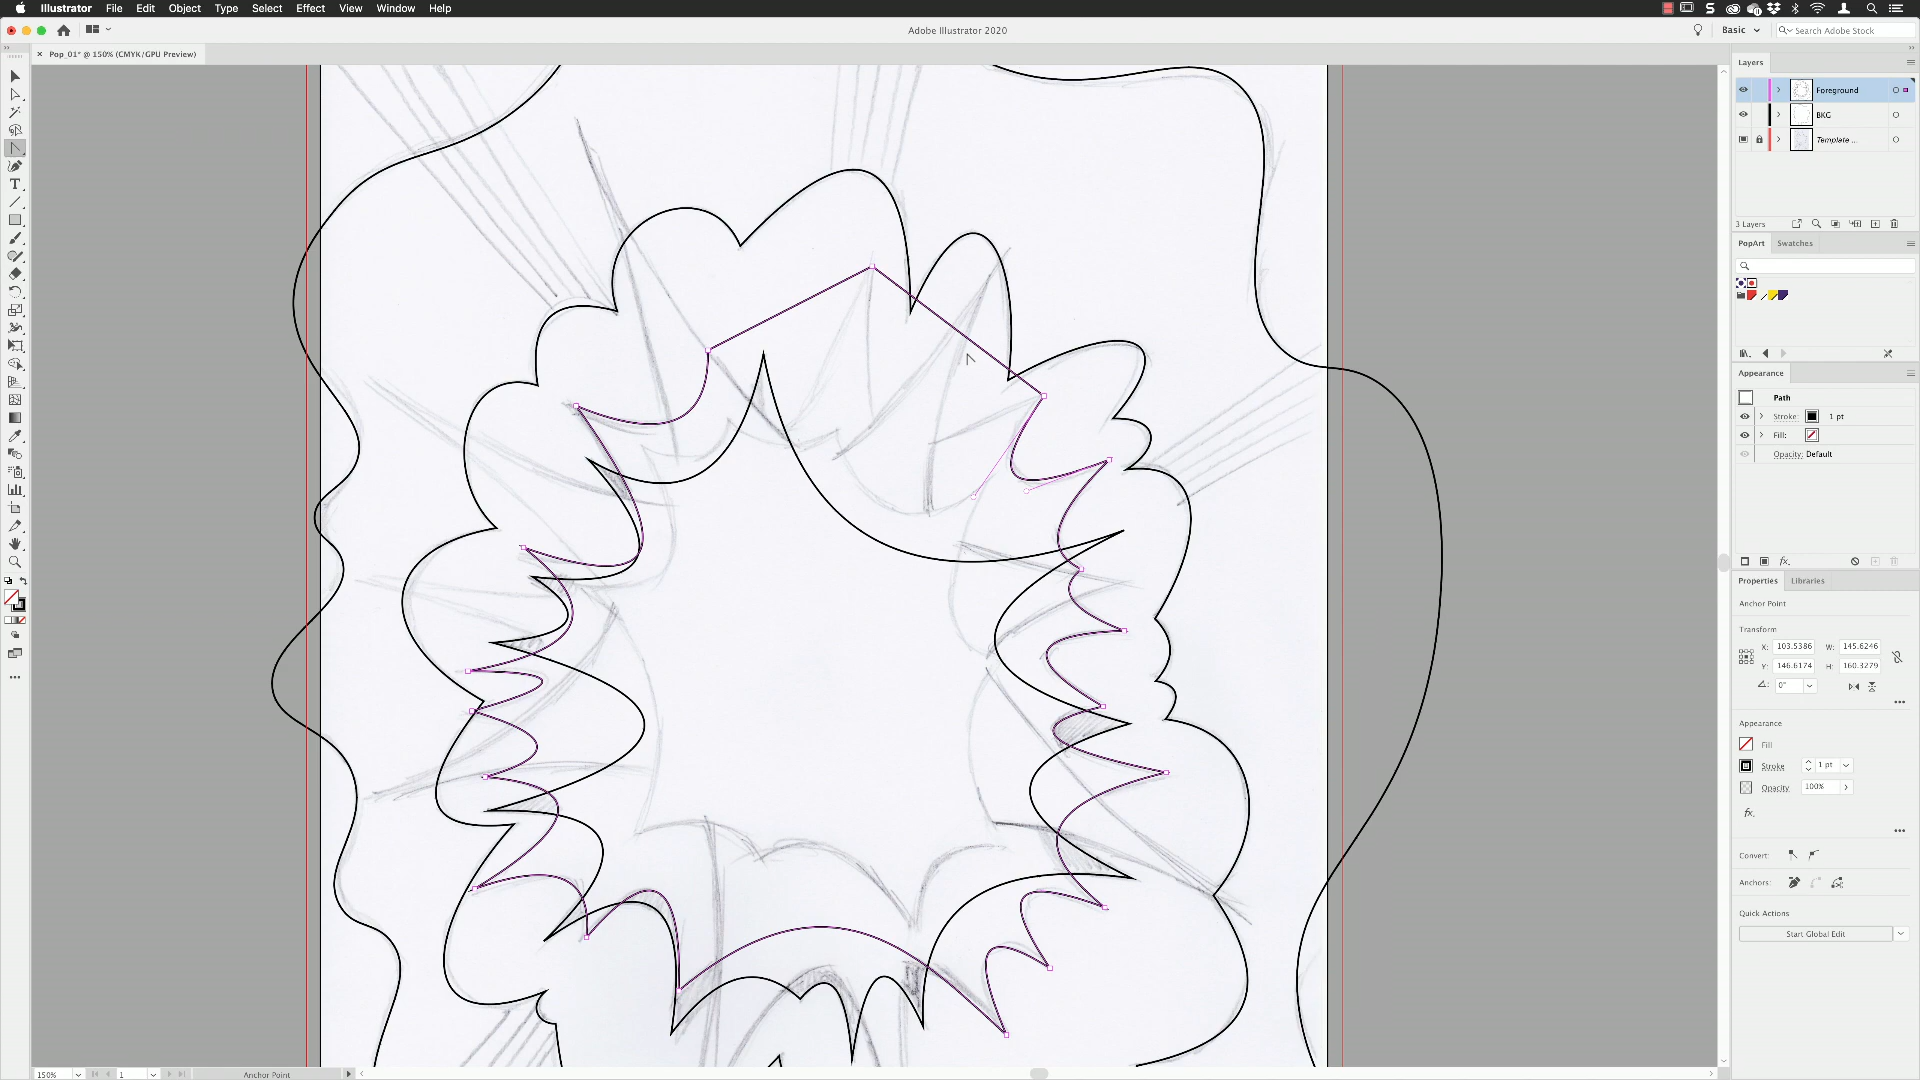 Illustrator File Edit Object Type Select Effect View Window Help
Adobe Illustrator 2020
Basic
Search Adobe Stock
× Pop_01* @ 150% (CMYK/GPU Preview)
Layers
Foreground
BKG
Template ...
3 Layers
PopArt Swatches
Appearance
Path
Stroke: 1 pt
Fill:
Opacity: Default
fx.
Properties Libraries
Anchor Point
Transform
X: 103.5386 W: 145.6246
Y: 146.6174 H: 160.3279
0°
Appearance
Fill
Stroke 1 pt
Opacity 100%
fx.
Convert:
Anchors:
Quick Actions
Start Global Edit
150% 1 Anchor Point